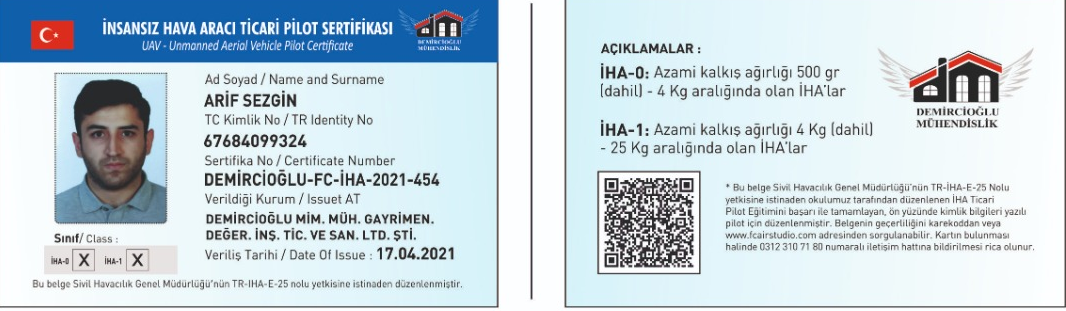 İNSANSIZ HAVA ARACI TİCARİ PİLOT SERTİFİKASI
UAV - Unmanned Aerial Vehicle Pilot Certificate
DEMİRCİOĞLU
MÜHENDİSLİK
Ad Soyad / Name and Surname
ARİF SEZGİN
TC Kimlik No / TR Identity No
67684099324
Sertifika No / Certificate Number
DEMİRCİOĞLU-FC-İHA-2021-454
Verildiği Kurum / Issuet AT
DEMİRCİOĞLU MİM. MÜH. GAYRİMEN.
DEĞER. İNŞ. TİC. VE SAN. LTD. ŞTİ.
Veriliş Tarihi / Date Of Issue : 17.04.2021
Sınıf/ Class :
İHA-0 X İHA-1 X
Bu belge Sivil Havacılık Genel Müdürlüğü'nün TR-IHA-E-25 nolu yetkisine istinaden düzenlenmiştir.
AÇIKLAMALAR :
İHA-0: Azami kalkış ağırlığı 500 gr
(dahil) - 4 Kg aralığında olan İHA'lar
İHA-1: Azami kalkış ağırlığı 4 Kg (dahil)
- 25 Kg aralığında olan İHA'lar
DEMİRCİOĞLU
MÜHENDİSLİK
* Bu belge Sivil Havacılık Genel Müdürlüğü'nün TR-İHA-E-25 Nolu
yetkisine istinaden okulumuz tarafından düzenlenen İHA Ticari
Pilot Eğitimini başarı ile tamamlayan, ön yüzünde kimlik bilgileri yazılı
pilot için düzenlenmiştir. Belgenin geçerliliğini karekoddan veya
www.fcairstudio.com adresinden sorgulanabilir. Kartın bulunması
halinde 0312 310 71 80 numaralı iletişim hattına bildirilmesi rica olunur.